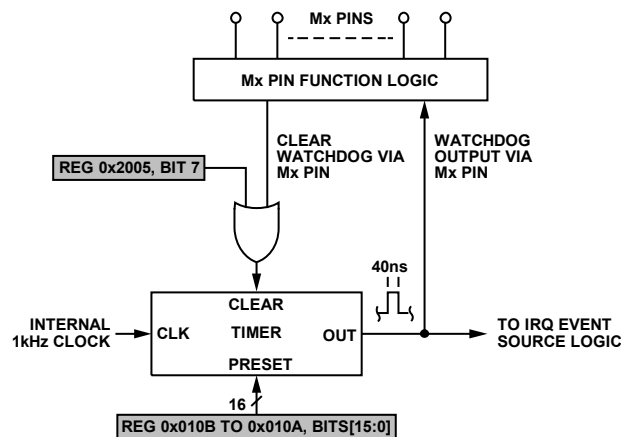 Mx PINS
Mx PIN FUNCTION LOGIC
CLEAR
WATCHDOG VIA
Mx PIN
WATCHDOG
OUTPUT VIA
Mx PIN
REG 0x2005, BIT 7
40ns
INTERNAL
1kHz CLOCK
CLEAR
CLK
TIMER
OUT
PRESET
TO IRQ EVENT
SOURCE LOGIC
16
REG 0x010B TO 0x010A, BITS[15:0]